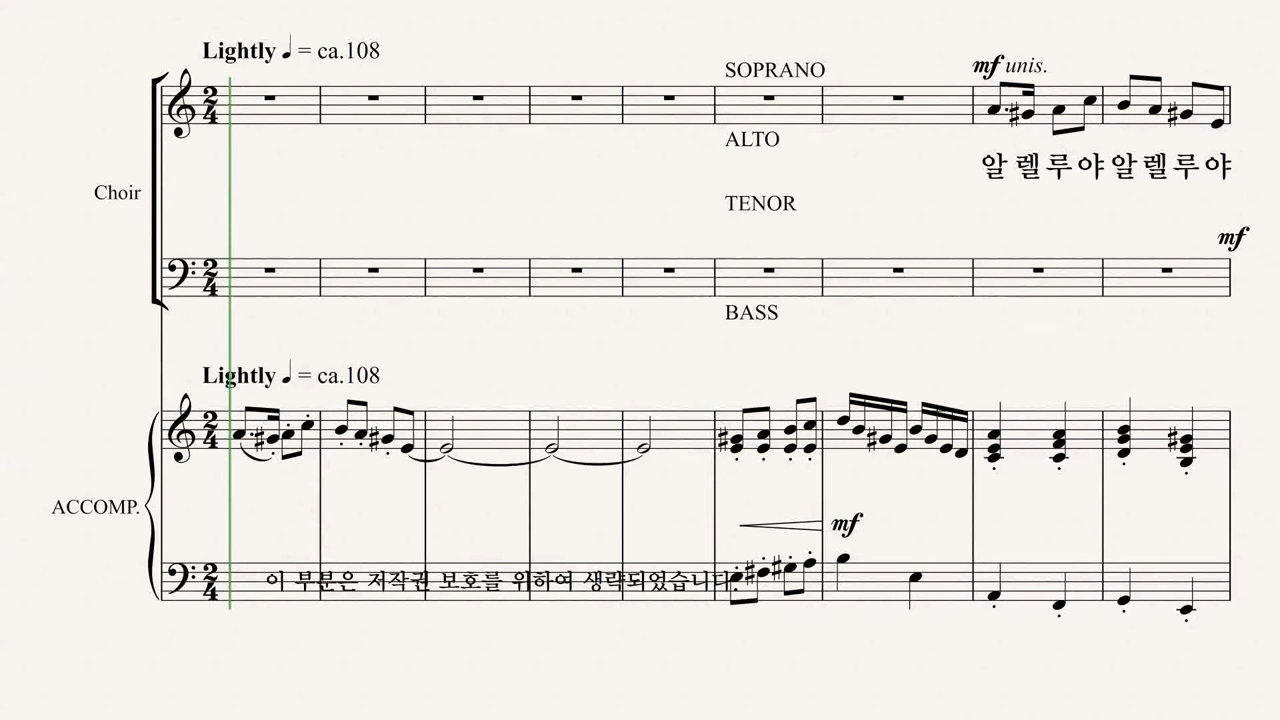 Lightly ♩ = ca.108
SOPRANO
mf unis.
ALTO
알 렐 루 야 알 렐 루 야
Choir
TENOR
mf
BASS
Lightly ♩ = ca.108
ACCOMP.
mf
이 부분은 저작권 보호를 위하여 생략되었습니다.